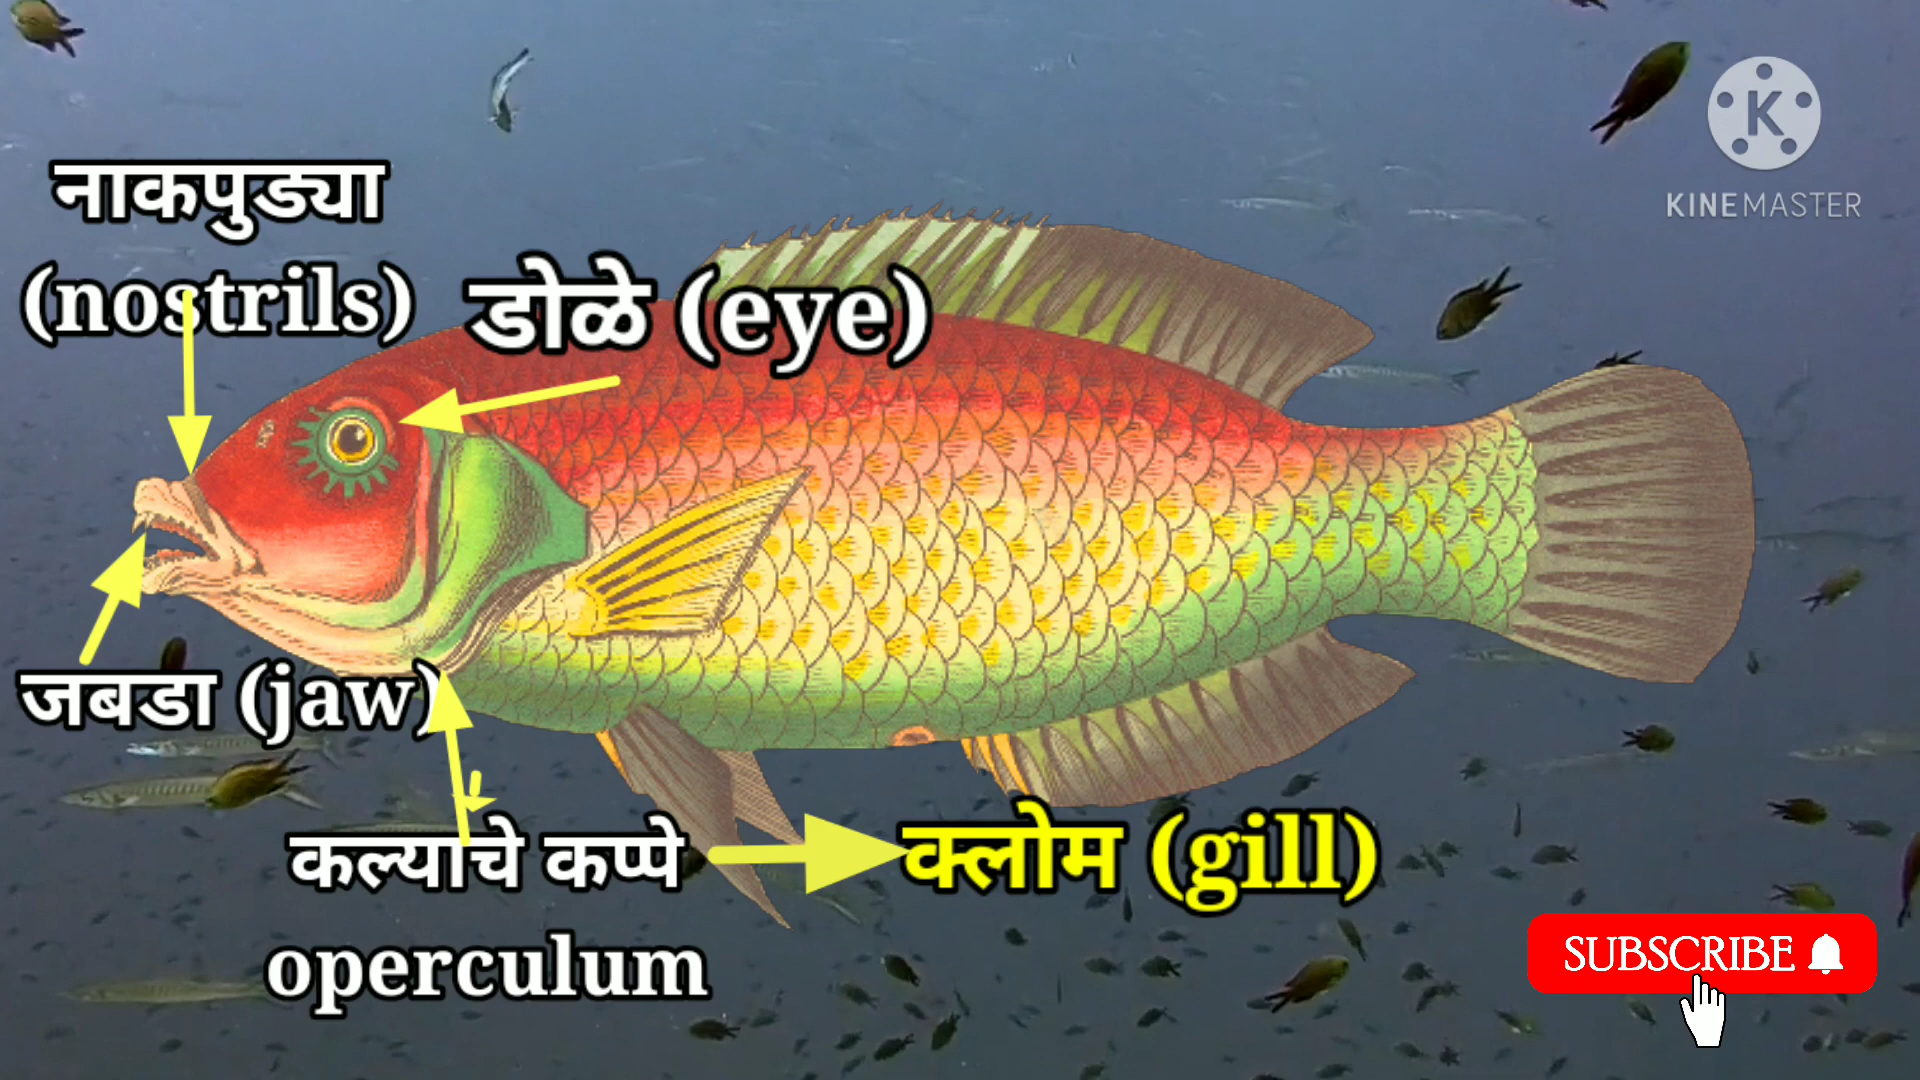 नाकपुड्या
(nostrils)
डोळे (eye)
जबडा (jaw)
कल्याचे कप्पे
operculum
क्लोम (gill)
K
KINEMASTER
SUBSCRIBE